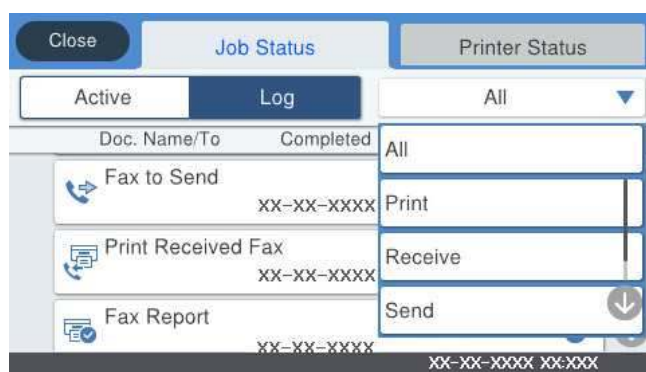 Close Job Status Printer Status
Active Log All
Doc. Name/To Completed
All
Fax to Send
XX-XX-XXXX
Print
Print Received Fax
XX-XX-XXXX
Receive
Fax Report
XX-XX-XXXX
Send
XX-XX-XXXX XX:XXX